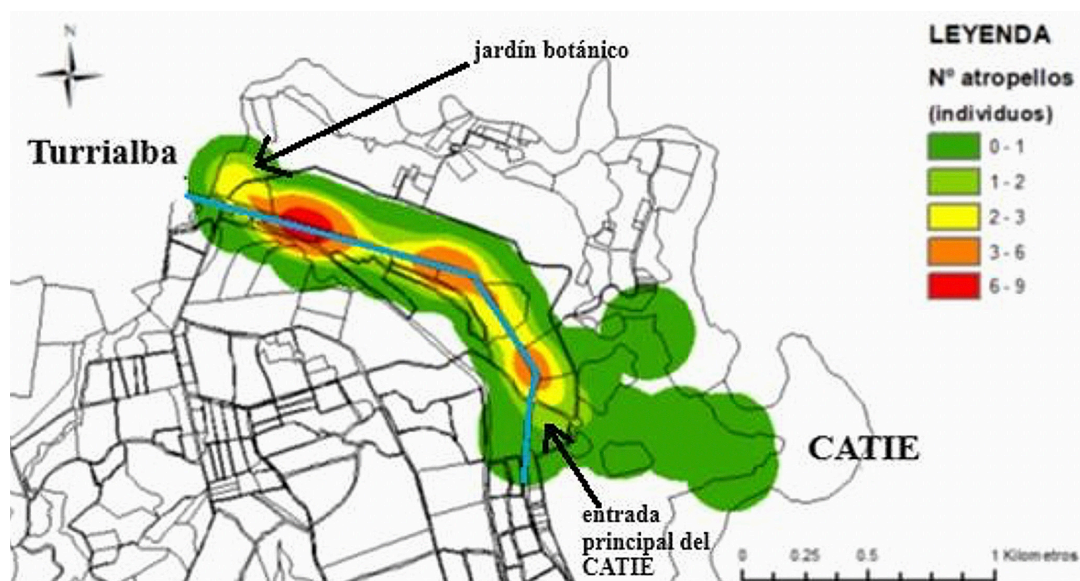 N
jardín botánico
Turrialba
LEYENDA
Nº atropellos
(individuos)
0 - 1
1 - 2
2 - 3
3 - 6
6 - 9
CATIE
entrada
principal del
CATIE
0 0.25 0.5 1 Kilometros